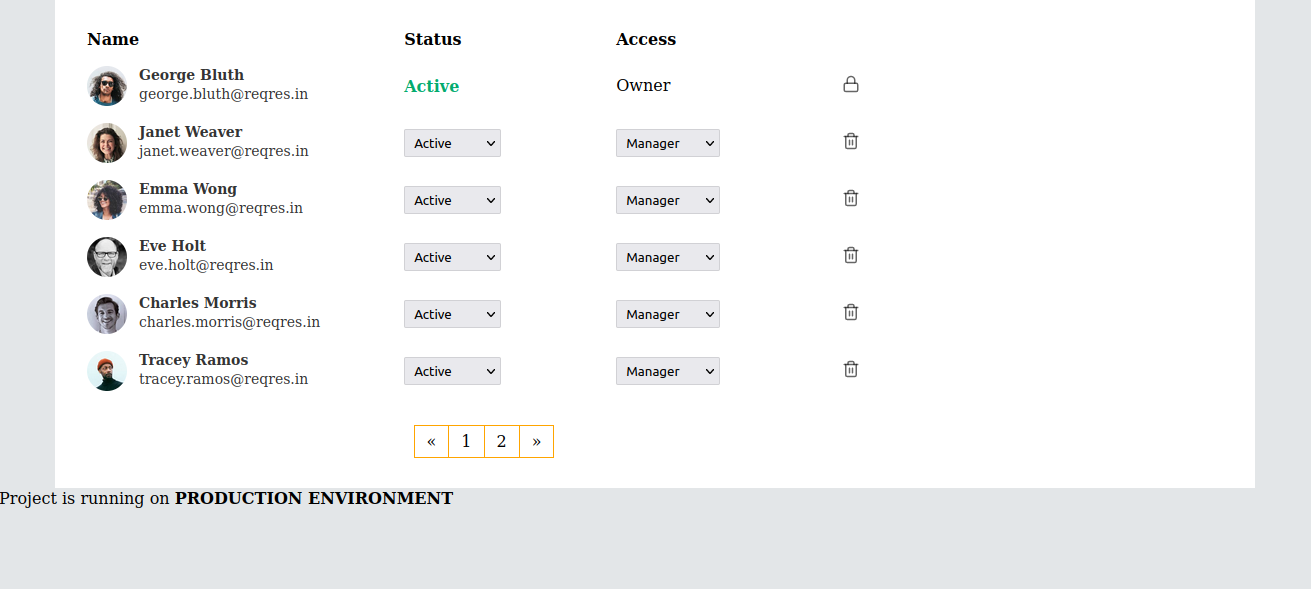 Name Status Access
George Bluth
george.bluth@reqres.in
Active Owner
Janet Weaver
janet.weaver@reqres.in
Active Manager
Emma Wong
emma.wong@reqres.in
Active Manager
Eve Holt
eve.holt@reqres.in
Active Manager
Charles Morris
charles.morris@reqres.in
Active Manager
Tracey Ramos
tracey.ramos@reqres.in
Active Manager
« 1 2 »
Project is running on PRODUCTION ENVIRONMENT